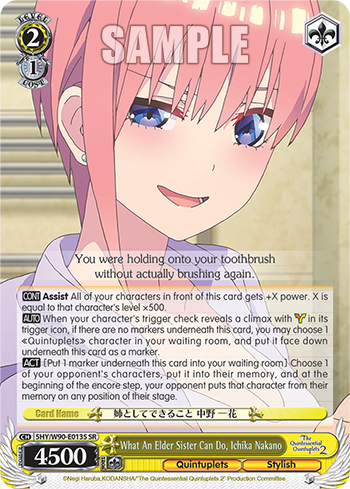 LEVEL
2
1
COST
SAMPLE
You were holding onto your toothbrush
without actually brushing again.
CONT Assist All of your characters in front of this card gets +X power. X is
equal to that character's level ×500.
AUTO When your character's trigger check reveals a climax with in
its trigger icon, if there are no markers underneath this card, you may choose 1
«Quintuplets» character in your waiting room, and put it face down
underneath this card as a marker.
ACT [Put 1 marker underneath this card into your waiting room] Choose 1
of your opponent's characters, put it into their memory, and at the
beginning of the next encore step, your opponent puts that character from their
memory on any position of their stage.
Card Name
姉としてできること 中野 一花
CH 5HY/W90-E013S SR
What An Elder Sister Can Do, Ichika Nakano
The Quintessential Quintuplets 2
4500
Quintuplets
Stylish
©Negi Haruba,KODANSHA/"The Quintessential Quintuplets 2" Production Committee.